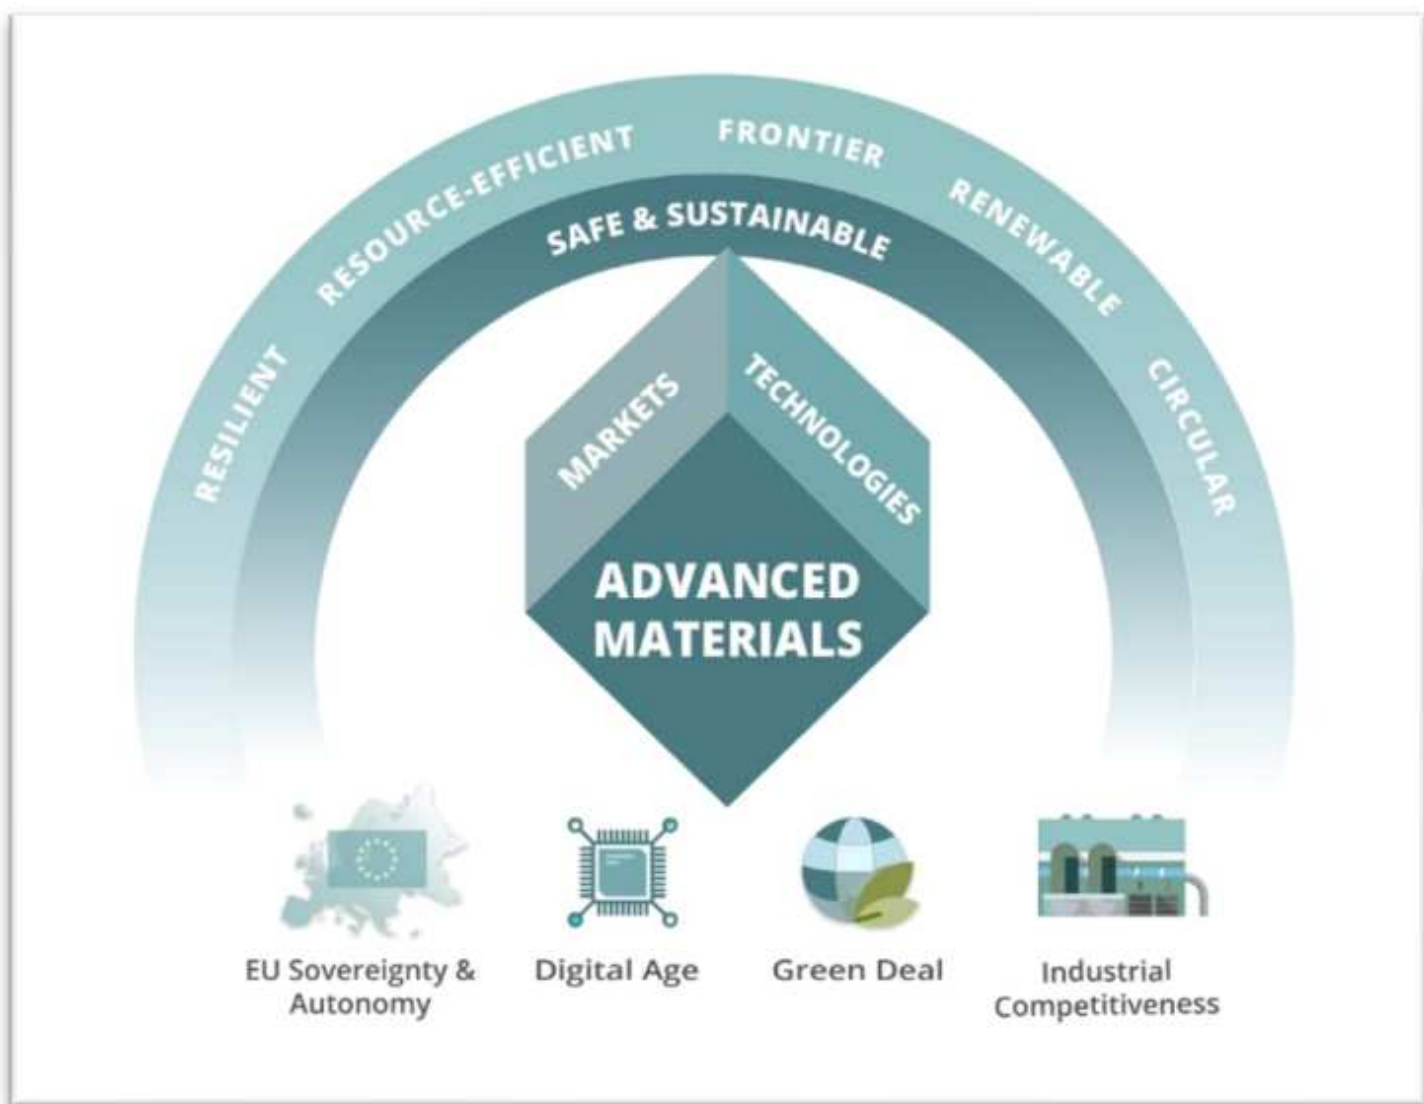 RESILIENT
RESOURCE-EFFICIENT
FRONTIER
RENEWABLE
CIRCULAR
SAFE & SUSTAINABLE
MARKETS
TECHNOLOGIES
ADVANCED
MATERIALS
EU Sovereignty &
Autonomy
Digital Age
Green Deal
Industrial
Competitiveness